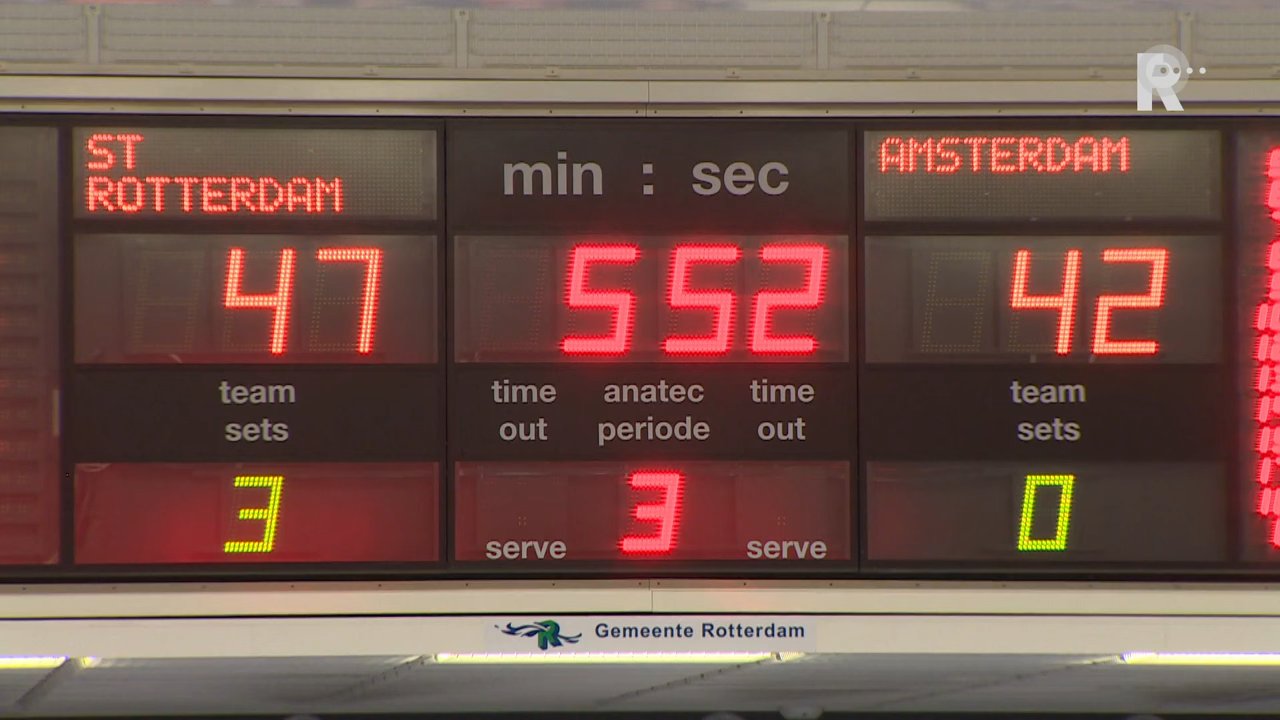 R
ST
ROTTERDAM
min : sec
AMSTERDAM
47
552
42
team
sets
time
out
anatec
periode
time
out
team
sets
3
serve
3
serve
0
Gemeente Rotterdam